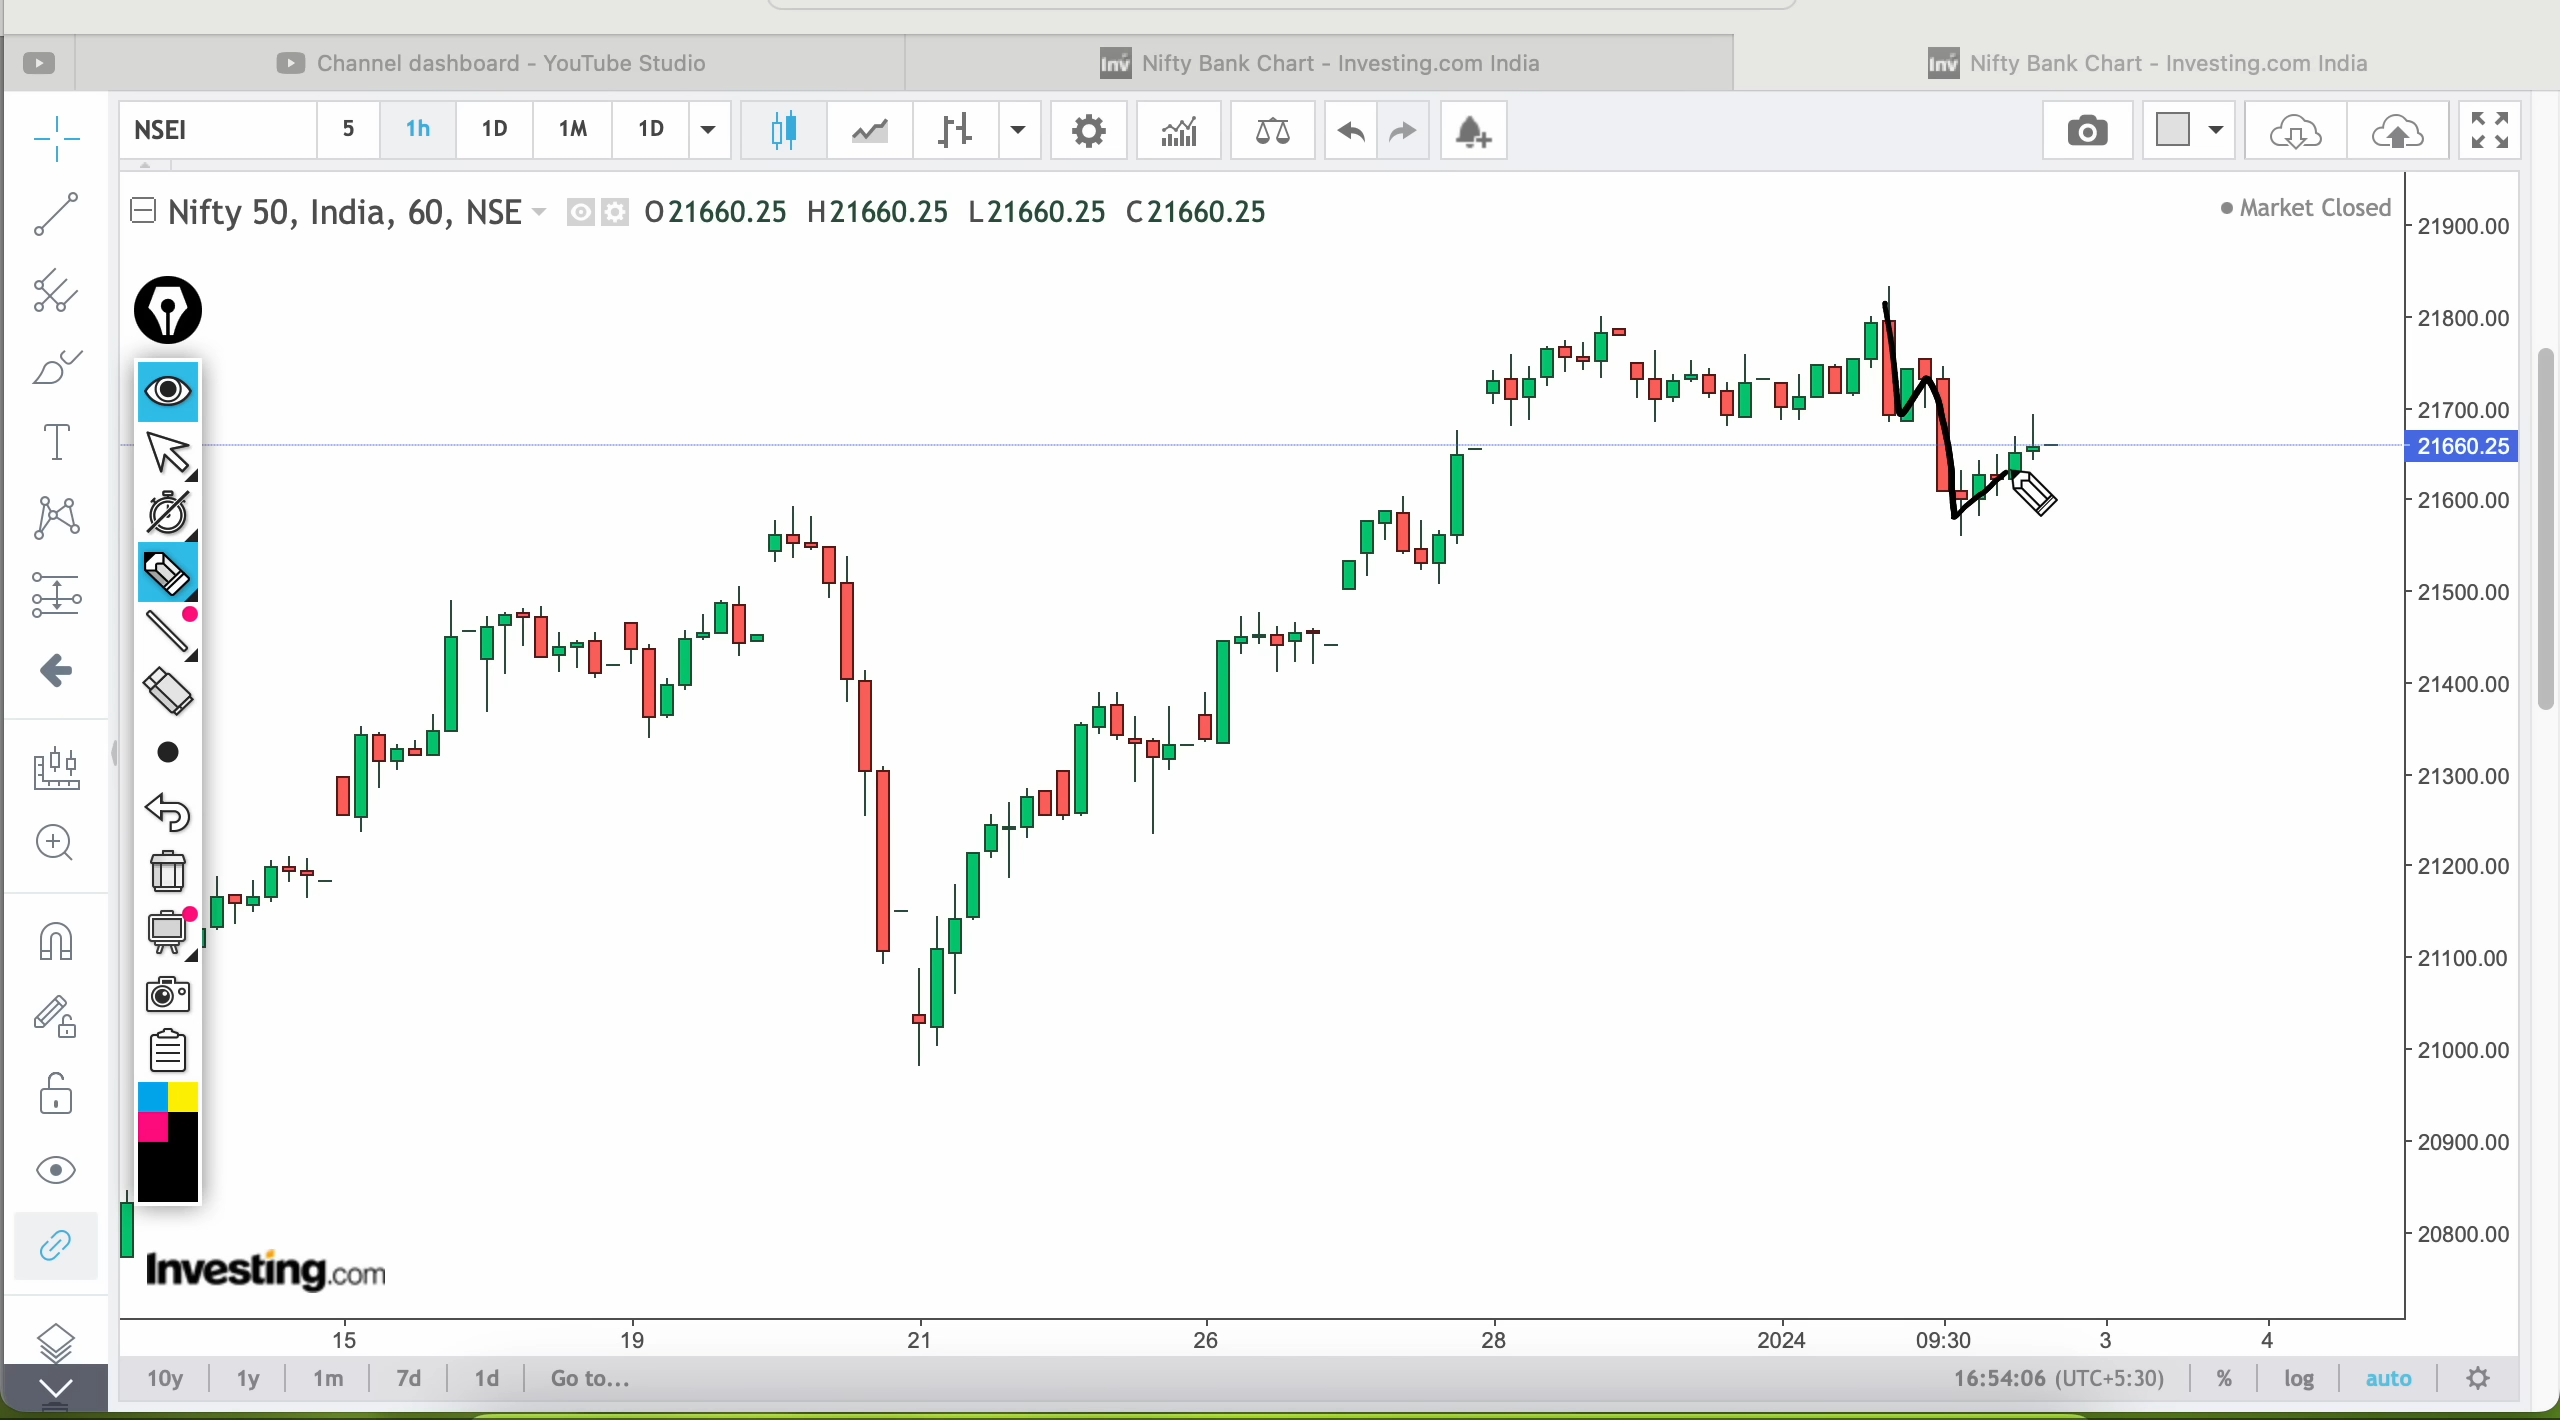 Channel dashboard - YouTube Studio
Inv Nifty Bank Chart - Investing.com India
Inv Nifty Bank Chart - Investing.com India
NSEI 5 1h 1D 1M 1D
Nifty 50, India, 60, NSE O21660.25 H21660.25 L21660.25 C21660.25
Market Closed
21900.00
21800.00
21700.00
21660.25
21600.00
21500.00
21400.00
21300.00
21200.00
21100.00
21000.00
20900.00
20800.00
Investing.com
15 19 21 26 28 2024 09:30 3 4
10y 1y 1m 7d 1d Go to... 16:54:06 (UTC+5:30) % log auto